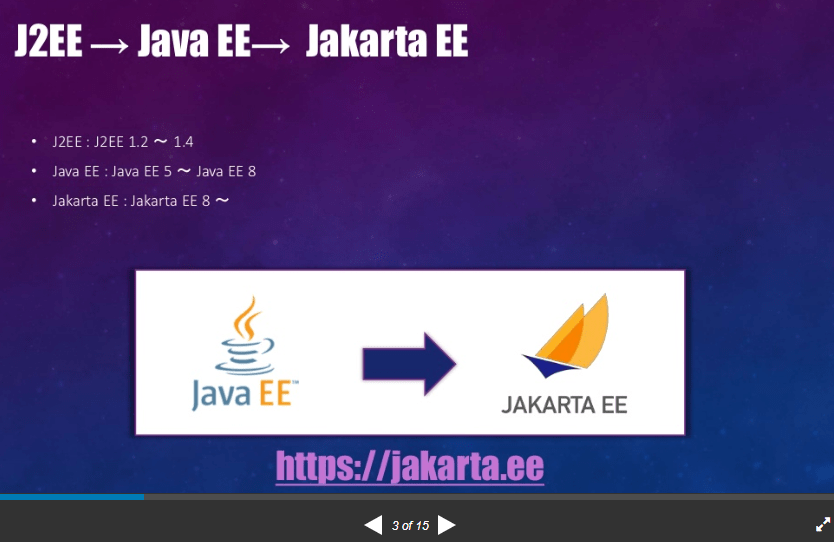 J2EE → Java EE→ Jakarta EE
• J2EE : J2EE 1.2 ～ 1.4
• Java EE : Java EE 5 ～ Java EE 8
• Jakarta EE : Jakarta EE 8 ～
Java EE™
JAKARTA EE
https://jakarta.ee
3 of 15